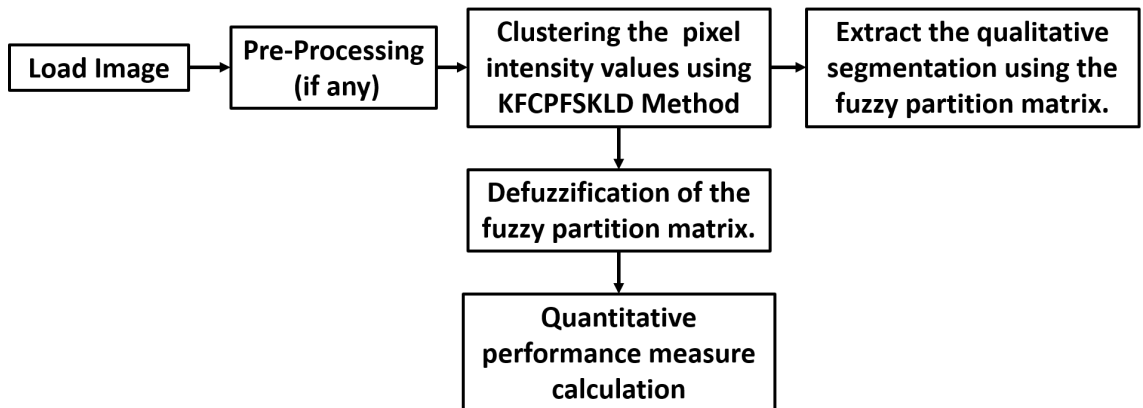 Load Image
Pre-Processing
(if any)
Clustering the pixel
intensity values using
KFCPFSKLD Method
Extract the qualitative
segmentation using the
fuzzy partition matrix.
Defuzzification of the
fuzzy partition matrix.
Quantitative
performance measure
calculation